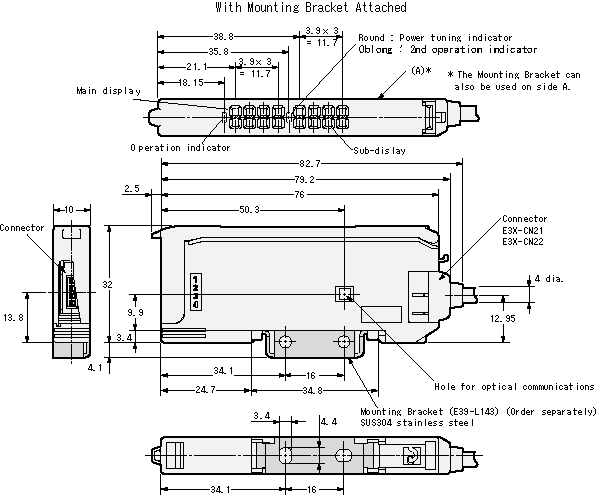 With Mounting Bracket Attached
38.8
3.9× 3
= 11.7
Round : Power tuning indicator
Oblong : 2nd operation indicator
35.8
21.1
3.9× 3
= 11.7
18.15
(A)*
* The Mounting Bracket can
also be used on side A.
Main display
Operation indicator
Sub-dislay
82.7
79.2
2.5
76
10
50.3
Connector
Connector
E3X-CN21
E3X-CN22
32
4 dia.
13.8
9.9
12.95
3.4
4.1
34.1
16
Hole for optical communications
24.7
34.8
Mounting Bracket (E39-L143) (Order separately)
SUS304 stainless steel
3.4
4.4
34.1
16